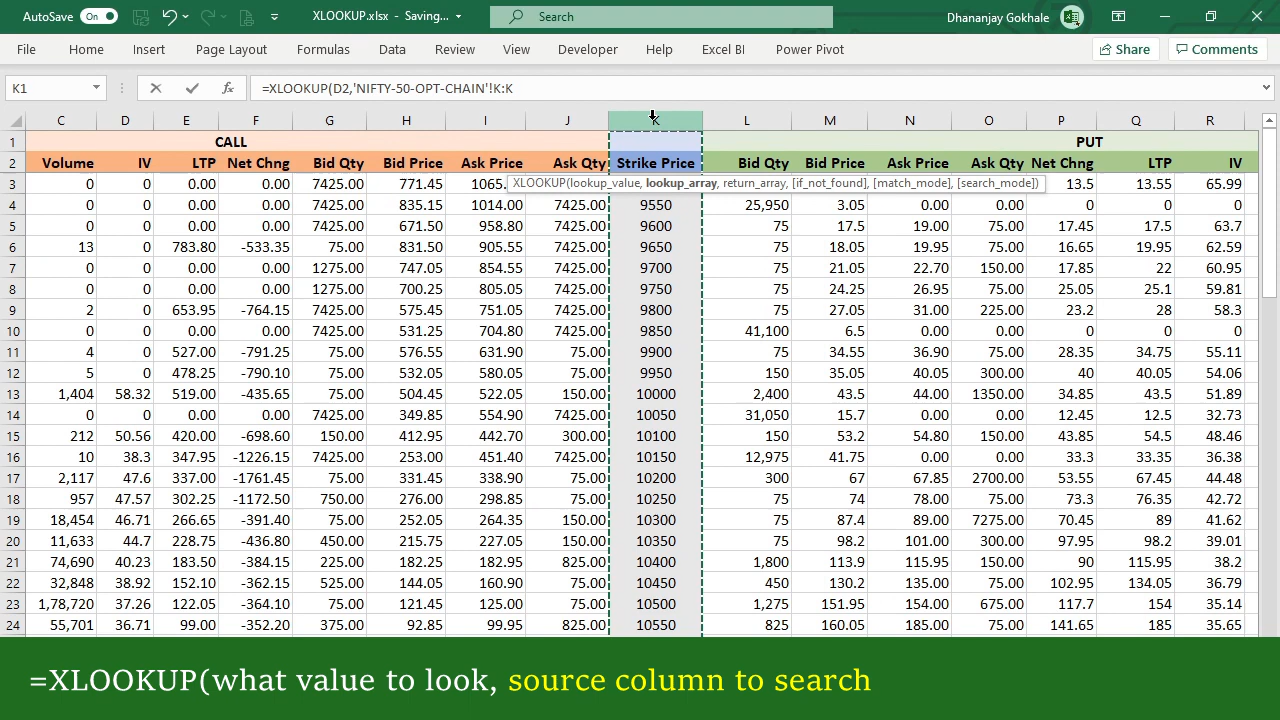 AutoSave On XLOOKUP.xlsx - Saving... Search Dhananjay Gokhale
File Home Insert Page Layout Formulas Data Review View Developer Help Excel BI Power Pivot Share Comments
K1 fx =XLOOKUP(D2,'NIFTY-50-OPT-CHAIN'!K:K
C D E F G H I J K L M N O P Q R
1 CALL PUT
2 Volume IV LTP Net Chng Bid Qty Bid Price Ask Price Ask Qty Strike Price Bid Qty Bid Price Ask Price Ask Qty Net Chng LTP IV
XLOOKUP(lookup_value, lookup_array, return_array, [if_not_found], [match_mode], [search_mode])
3 0 0 0.00 0.00 7425.00 771.45 1065. 13.5 13.55 65.99
4 0 0 0.00 0.00 7425.00 835.15 1014.00 7425.00 9550 25,950 3.05 0.00 0.00 0 0 0
5 0 0 0.00 0.00 7425.00 671.50 958.80 7425.00 9600 75 17.5 19.00 75.00 17.45 17.5 63.7
6 13 0 783.80 -533.35 75.00 831.50 905.55 7425.00 9650 75 18.05 19.95 75.00 16.65 19.95 62.59
7 0 0 0.00 0.00 1275.00 747.05 854.55 7425.00 9700 75 21.05 22.70 150.00 17.85 22 60.95
8 0 0 0.00 0.00 1275.00 700.25 805.05 7425.00 9750 75 24.25 26.95 75.00 25.05 25.1 59.81
9 2 0 653.95 -764.15 7425.00 575.45 751.05 7425.00 9800 75 27.05 31.00 225.00 23.2 28 58.3
10 0 0 0.00 0.00 7425.00 531.25 704.80 7425.00 9850 41,100 6.5 0.00 0.00 0 0 0
11 4 0 527.00 -791.25 75.00 576.55 631.90 75.00 9900 75 34.55 36.90 75.00 28.35 34.75 55.11
12 5 0 478.25 -790.10 75.00 532.05 580.05 75.00 9950 150 35.05 40.05 300.00 40 40.05 54.06
13 1,404 58.32 519.00 -435.65 75.00 504.45 522.05 150.00 10000 2,400 43.5 44.00 1350.00 34.85 43.5 51.89
14 0 0 0.00 0.00 7425.00 349.85 554.90 7425.00 10050 31,050 15.7 0.00 0.00 12.45 12.5 32.73
15 212 50.56 420.00 -698.60 150.00 412.95 442.70 300.00 10100 150 53.2 54.80 150.00 43.85 54.5 48.46
16 10 38.3 347.95 -1226.15 7425.00 253.00 451.40 7425.00 10150 12,975 41.75 0.00 0.00 33.3 33.35 36.38
17 2,117 47.6 337.00 -1761.45 75.00 331.45 338.90 75.00 10200 300 67 67.85 2700.00 53.55 67.45 44.48
18 957 47.57 302.25 -1172.50 750.00 276.00 298.85 75.00 10250 75 74 78.00 75.00 73.3 76.35 42.72
19 18,454 46.71 266.65 -391.40 75.00 252.05 264.35 150.00 10300 75 87.4 89.00 7275.00 70.45 89 41.62
20 11,633 44.7 228.75 -436.80 450.00 215.75 227.05 150.00 10350 75 98.2 101.00 300.00 97.95 98.2 39.01
21 74,690 40.23 183.50 -384.15 225.00 182.25 182.95 825.00 10400 1,800 113.9 115.95 150.00 90 115.95 38.2
22 32,848 38.92 152.10 -362.15 525.00 144.05 160.90 75.00 10450 450 130.2 135.00 75.00 102.95 134.05 36.79
23 1,78,720 37.26 122.05 -364.10 75.00 121.45 125.00 75.00 10500 1,275 151.95 154.00 675.00 117.7 154 35.14
24 55,701 36.71 99.00 -352.20 375.00 92.85 99.95 825.00 10550 825 160.05 185.00 75.00 141.65 185 35.65
=XLOOKUP(what value to look, source column to search